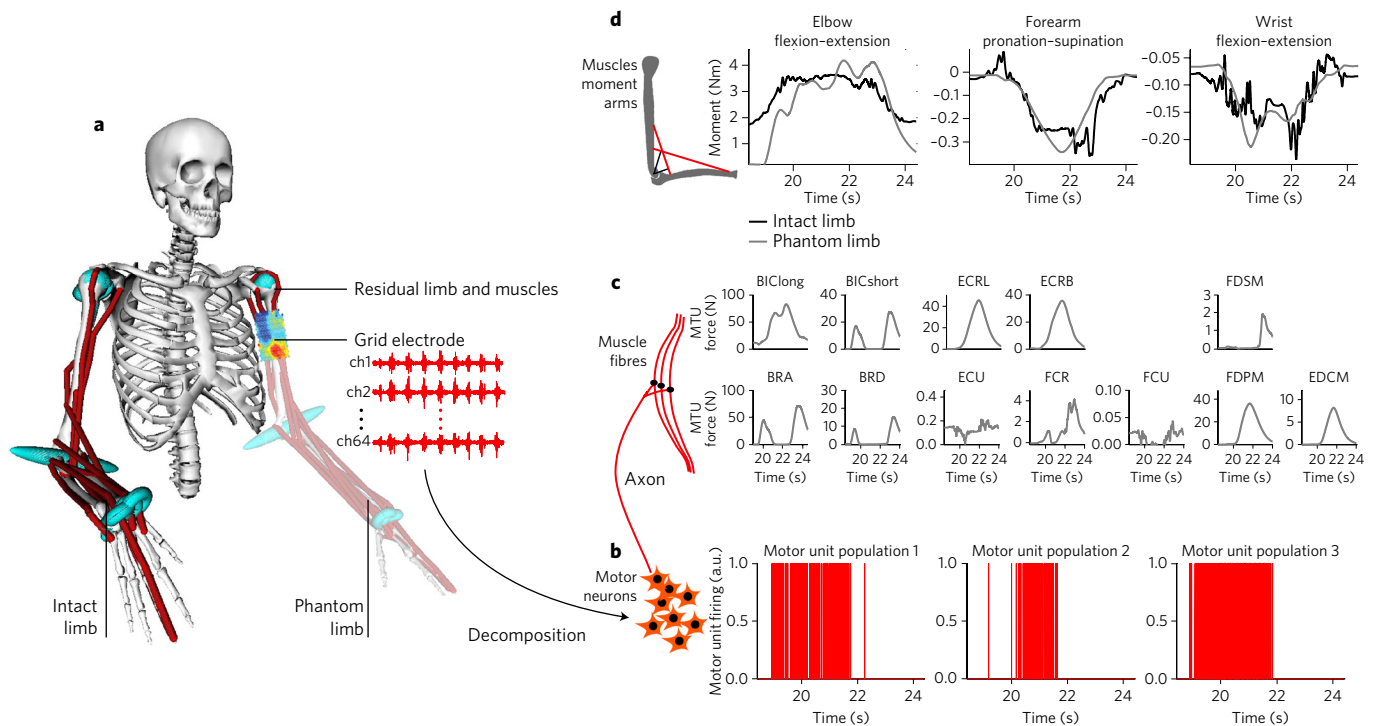 a
Residual limb and muscles
Grid electrode
ch1
ch2
ch64
Intact
limb
Phantom
limb
Decomposition
d
Muscles
moment
arms
Elbow
flexion–extension
Moment (Nm)
4
3
2
1
20 22 24
Time (s)
Forearm
pronation–supination
0
–0.1
–0.2
–0.3
20 22 24
Time (s)
Wrist
flexion–extension
–0.05
–0.10
–0.15
–0.20
20 22 24
Time (s)
Intact limb
Phantom limb
c
Muscle
fibres
Axon
BIClong
MTU
force (N)
100
50
0
BICshort
40
20
0
ECRL
40
20
0
ECRB
40
20
0
FDSM
3
2
1
0
BRA
MTU
force (N)
100
75
50
25
0
20 22 24
Time (s)
BRD
30
20
10
0
20 22 24
Time (s)
ECU
0.4
0.2
0.0
20 22 24
Time (s)
FCR
4
2
0
20 22 24
Time (s)
FCU
0.10
0.05
0.00
20 22 24
Time (s)
FDPM
40
20
0
20 22 24
Time (s)
EDCM
10
5
0
20 22 24
Time (s)
b
Motor
neurons
Motor unit population 1
Motor unit firing (a.u.)
1.0
0.5
0.0
20 22 24
Time (s)
Motor unit population 2
1.0
0.5
0.0
20 22 24
Time (s)
Motor unit population 3
1.0
0.5
0.0
20 22 24
Time (s)